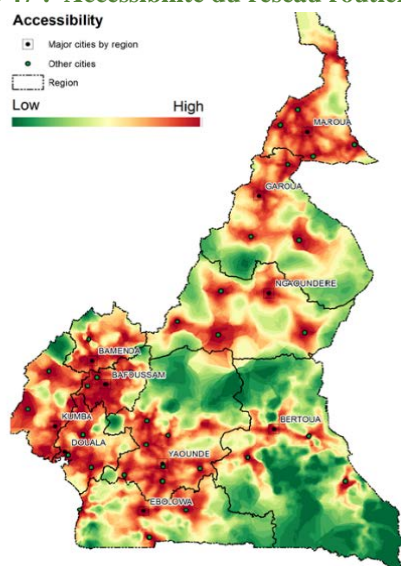 Accessibilité du réseau routier
Accessibility
Major cities by region
Other cities
Region
Low High
MAROUA
GAROUA
NGAOUNDERE
BAMENDA
BAFOUSSAM
KUMBA
BERTOUA
DOUALA
YAOUNDE
EBOLOWA